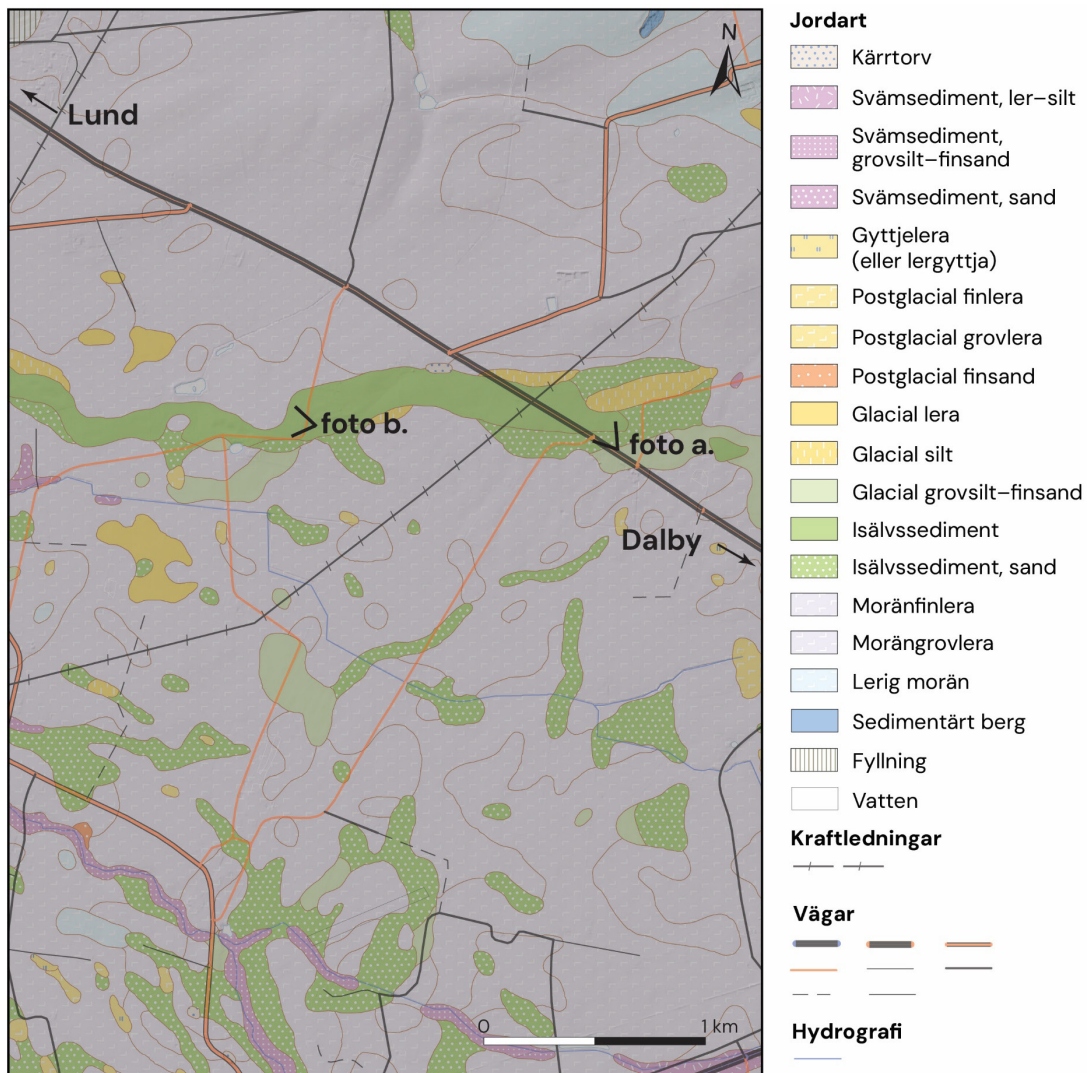 Lund
N
foto b.
foto a.
Dalby
0
1 km
Jordart
Kärrtorv
Svämsediment, ler–silt
Svämsediment,
grovsilt–finsand
Svämsediment, sand
Gyttjelera
(eller lergyttja)
Postglacial finlera
Postglacial grovlera
Postglacial finsand
Glacial lera
Glacial silt
Glacial grovsilt–finsand
Isälvssediment
Isälvssediment, sand
Moränfinlera
Morängrovlera
Lerig morän
Sedimentärt berg
Fyllning
Vatten
Kraftledningar
Vägar
Hydrografi